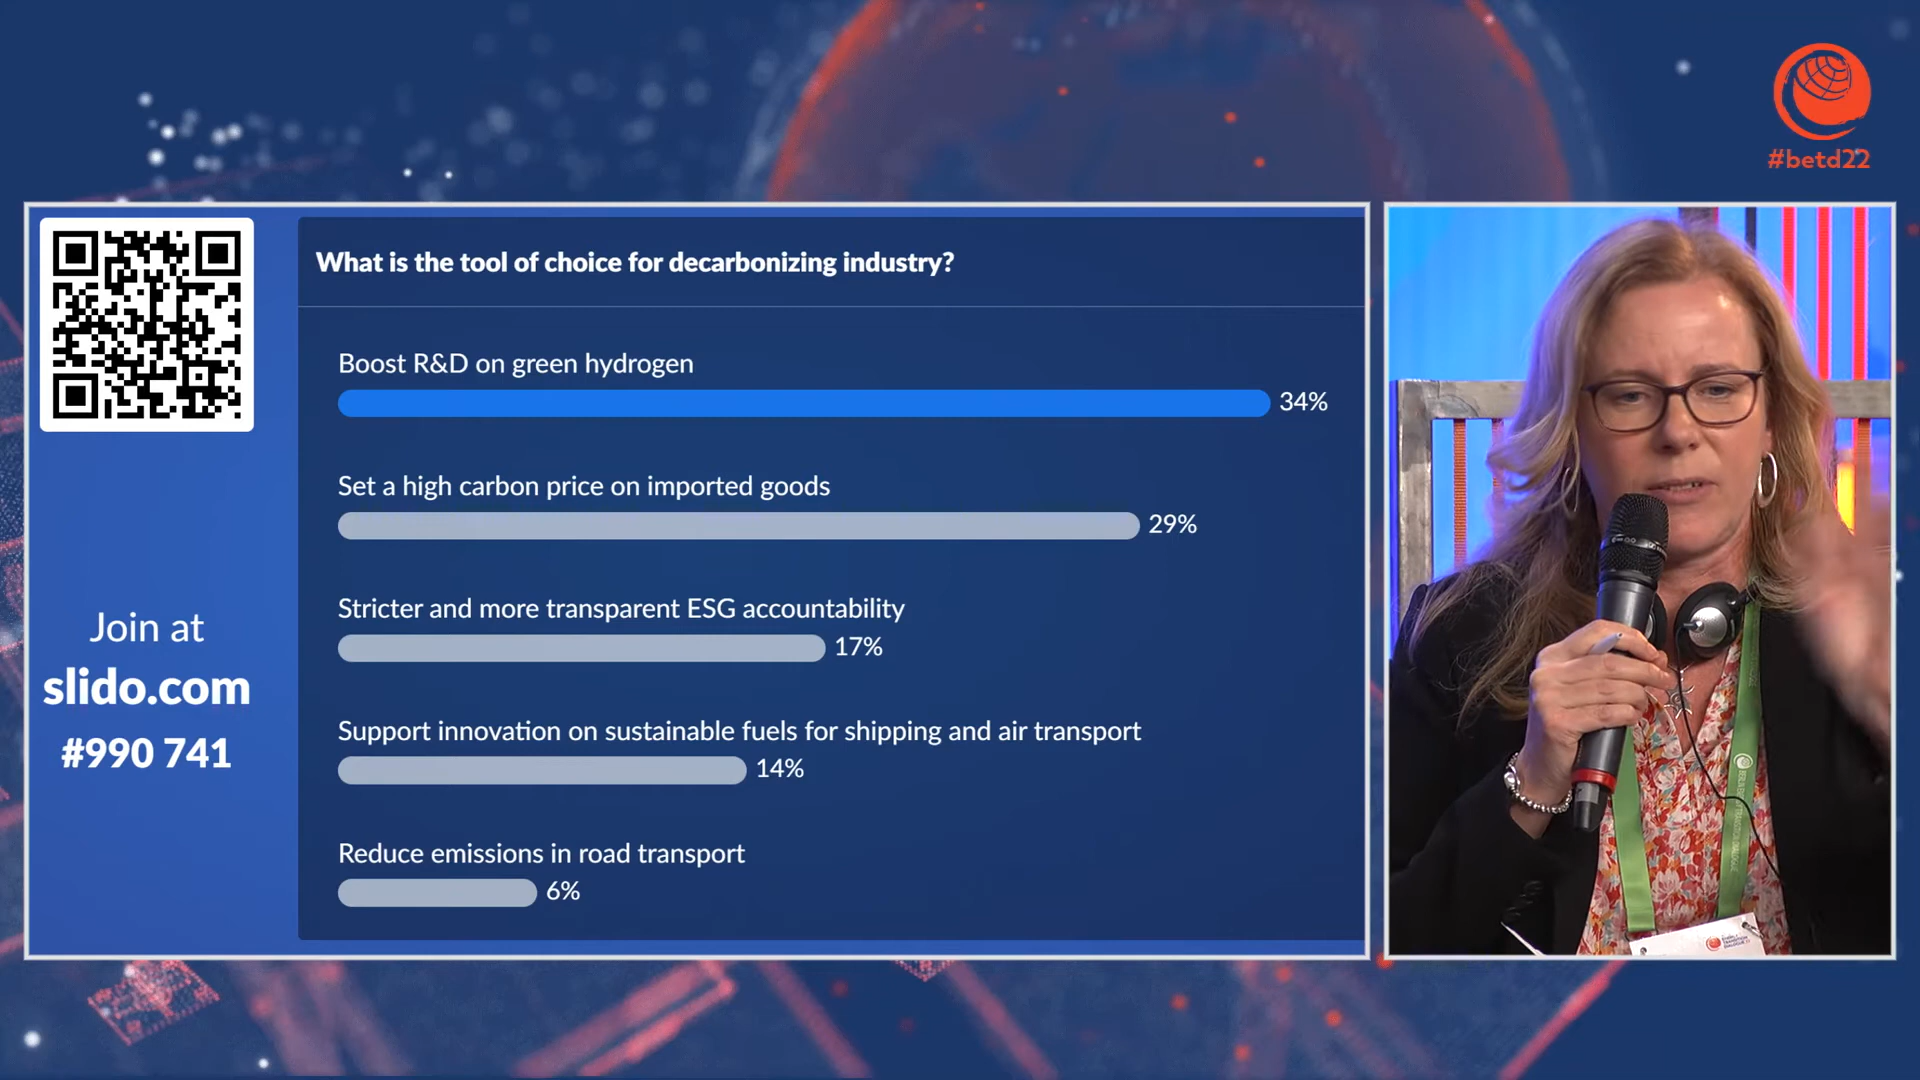 #betd22
What is the tool of choice for decarbonizing industry?
Boost R&D on green hydrogen
34%
Set a high carbon price on imported goods
29%
Stricter and more transparent ESG accountability
17%
Support innovation on sustainable fuels for shipping and air transport
14%
Reduce emissions in road transport
6%
Join at
slido.com
#990 741